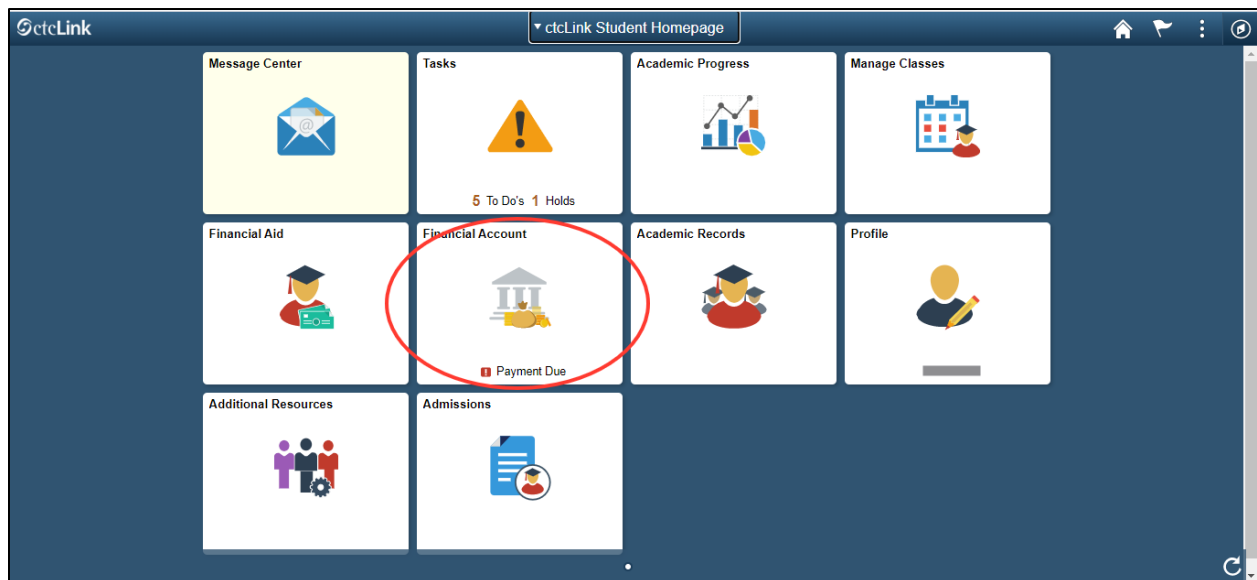 ctcLink
ctcLink Student Homepage
Message Center
Tasks
Academic Progress
Manage Classes
@
5 To Do's 1 Holds
Financial Aid
Financial Account
Academic Records
Profile
Payment Due
Additional Resources
Admissions